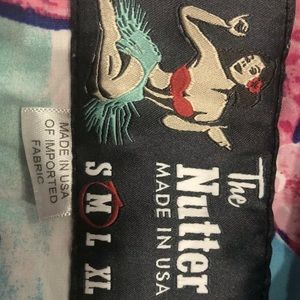 The
Nutter
MADE IN USA
S M L XL
MADE IN USA
OF IMPORTED
FABRIC